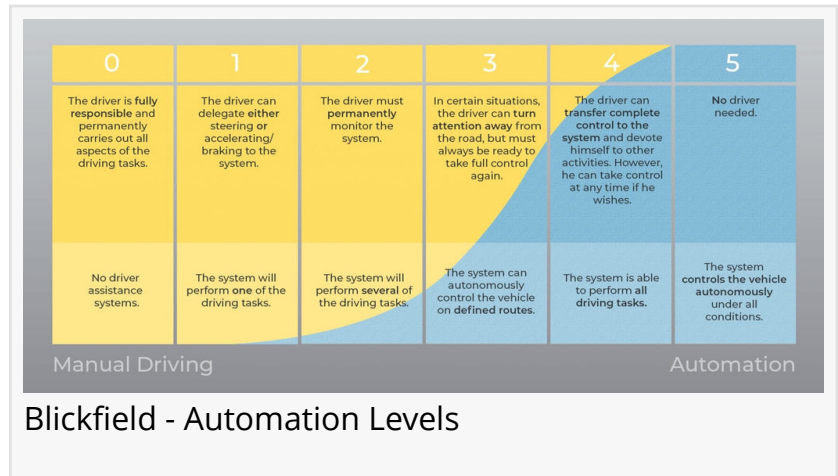 0
1
2
3
4
5
The driver is fully
responsible and
permanently
carries out all
aspects of the
driving tasks.
The driver can
delegate either
steering or
accelerating/
braking to the
system.
The driver must
permanently
monitor the
system.
In certain situations,
the driver can turn
attention away from
the road, but must
always be ready to
take full control
again.
The driver can
transfer complete
control to the
system and devote
himself to other
activities. However,
he can take control
at any time if he
wishes.
No driver
needed.
No driver
assistance
systems.
The system will
perform one of the
driving tasks.
The system will
perform several of
the driving tasks.
The system can
autonomously
control the vehicle
on defined routes.
The system is able
to perform all
driving tasks.
The system
controls the vehicle
autonomously
under all
conditions.
Manual Driving
Automation
Blickfield - Automation Levels